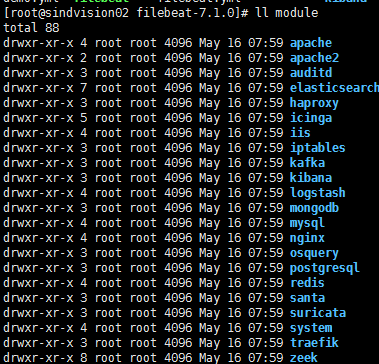 [root@sindvision02 filebeat-7.1.0]# ll module
total 88
drwxr-xr-x 4 root root 4096 May 16 07:59 apache
drwxr-xr-x 2 root root 4096 May 16 07:59 apache2
drwxr-xr-x 3 root root 4096 May 16 07:59 auditd
drwxr-xr-x 7 root root 4096 May 16 07:59 elasticsearch
drwxr-xr-x 3 root root 4096 May 16 07:59 haproxy
drwxr-xr-x 5 root root 4096 May 16 07:59 icinga
drwxr-xr-x 4 root root 4096 May 16 07:59 iis
drwxr-xr-x 3 root root 4096 May 16 07:59 iptables
drwxr-xr-x 3 root root 4096 May 16 07:59 kafka
drwxr-xr-x 3 root root 4096 May 16 07:59 kibana
drwxr-xr-x 4 root root 4096 May 16 07:59 logstash
drwxr-xr-x 3 root root 4096 May 16 07:59 mongodb
drwxr-xr-x 4 root root 4096 May 16 07:59 mysql
drwxr-xr-x 4 root root 4096 May 16 07:59 nginx
drwxr-xr-x 3 root root 4096 May 16 07:59 osquery
drwxr-xr-x 3 root root 4096 May 16 07:59 postgresql
drwxr-xr-x 4 root root 4096 May 16 07:59 redis
drwxr-xr-x 3 root root 4096 May 16 07:59 santa
drwxr-xr-x 3 root root 4096 May 16 07:59 suricata
drwxr-xr-x 4 root root 4096 May 16 07:59 system
drwxr-xr-x 3 root root 4096 May 16 07:59 traefik
drwxr-xr-x 8 root root 4096 May 16 07:59 zeek